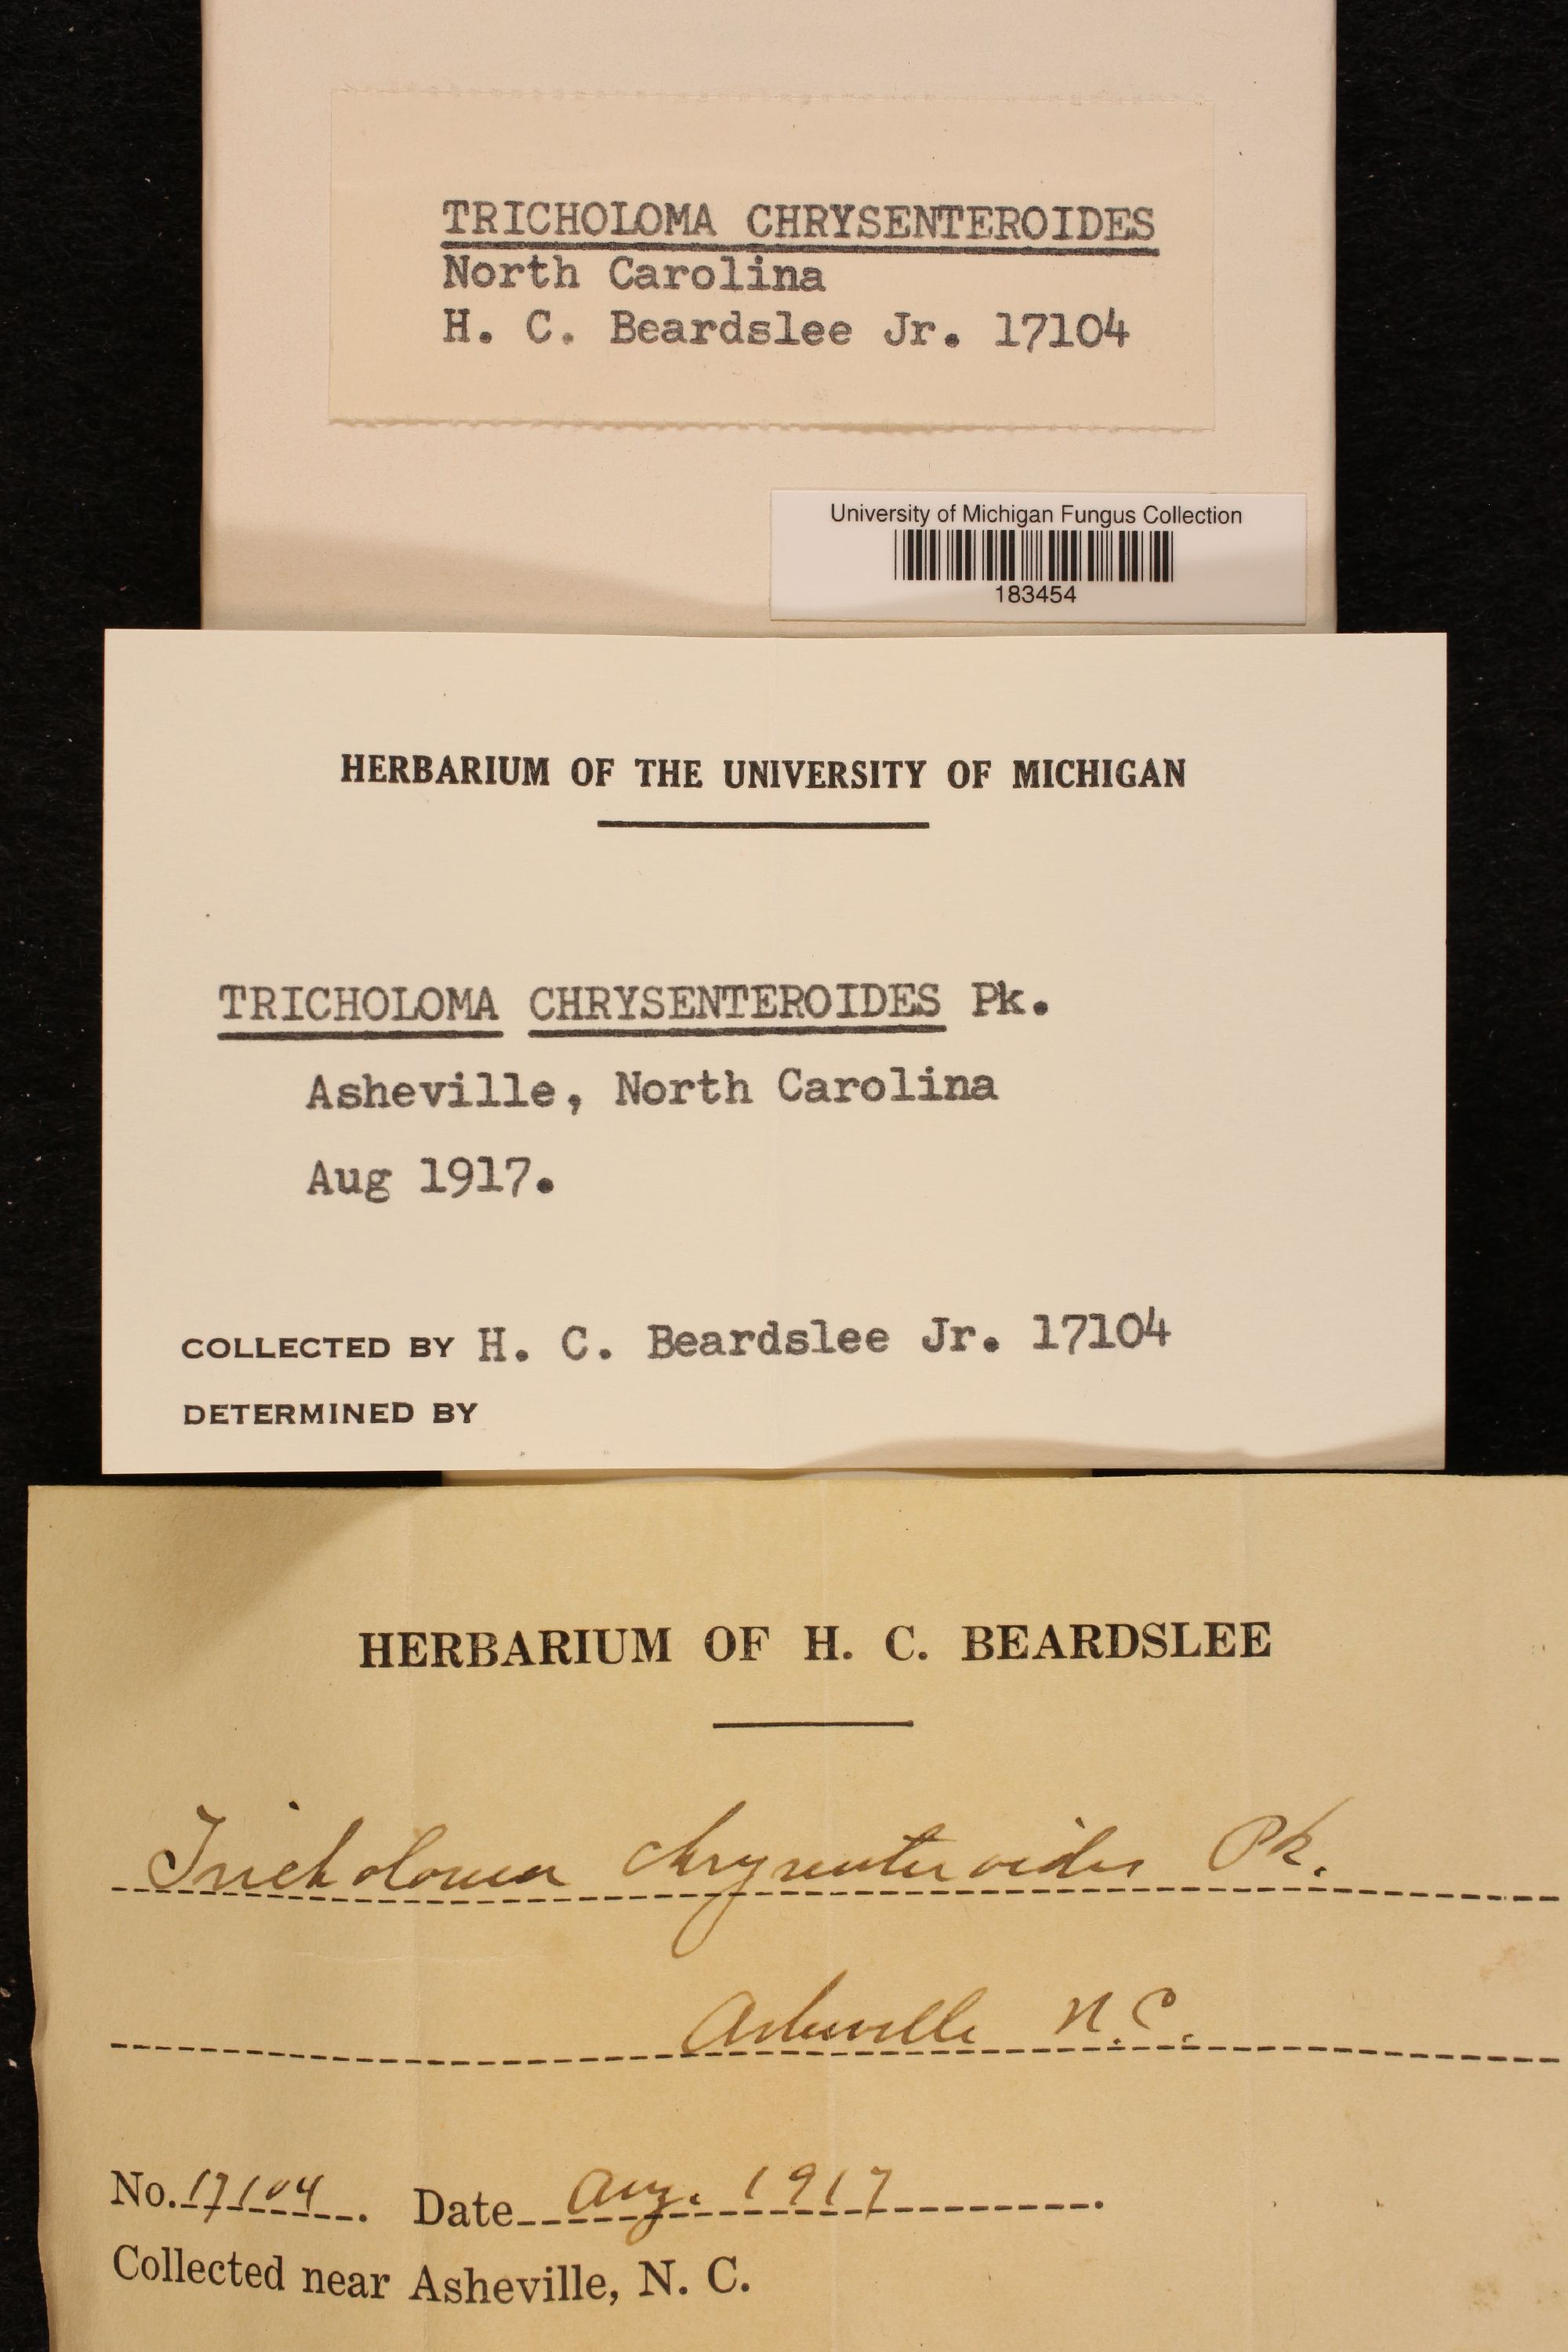 TRICHOLOMA CHRYSENTEROIDES
North Carolina
H. C. Beardslee Jr. 17104
University of Michigan Fungus Collection
183454
HERBARIUM OF THE UNIVERSITY OF MICHIGAN
TRICHOLOMA CHRYSENTEROIDES Pk.
Asheville, North Carolina
Aug 1917.
COLLECTED BY H. C. Beardslee Jr. 17104
DETERMINED BY
HERBARIUM OF H. C. BEARDSLEE
Tricholoma chrysenteroides Pk.
Asheville N.C.
No. 17104. Date Aug. 1917.
Collected near Asheville, N. C.